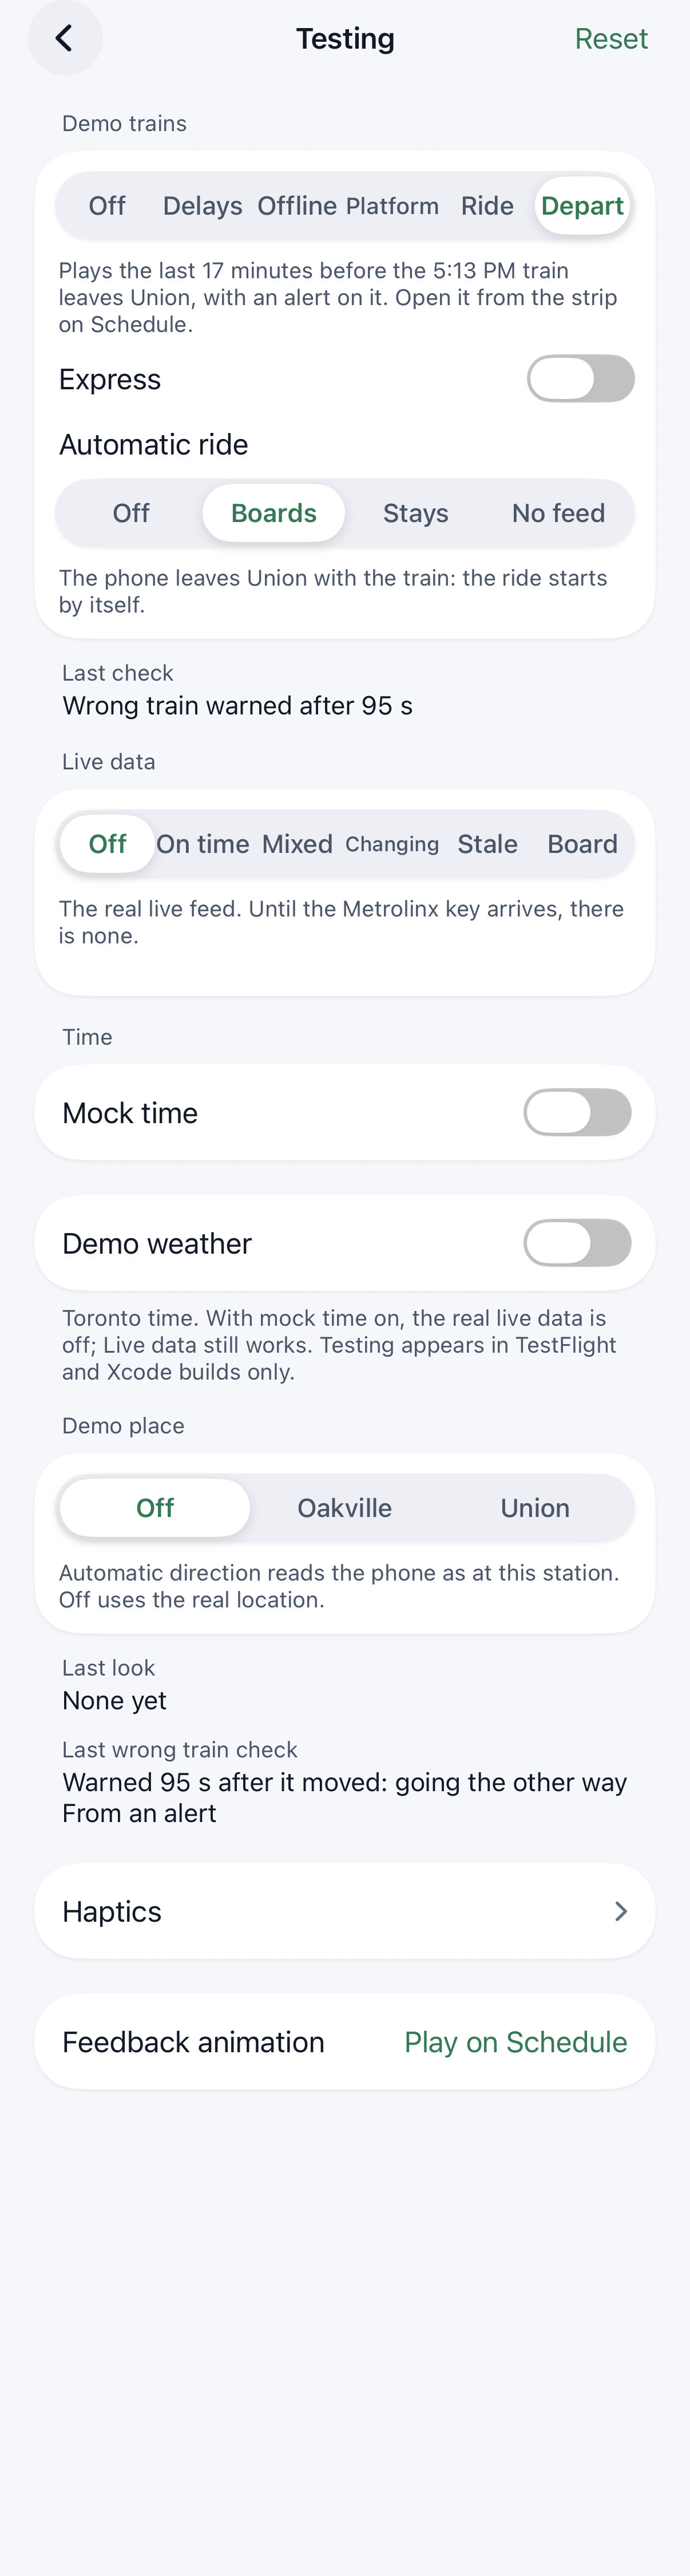 Testing
Reset
Demo trains
Off Delays Offline Platform Ride Depart
Plays the last 17 minutes before the 5:13 PM train
leaves Union, with an alert on it. Open it from the strip
on Schedule.
Express
Automatic ride
Off Boards Stays No feed
The phone leaves Union with the train: the ride starts
by itself.
Last check
Wrong train warned after 95 s
Live data
Off On time Mixed Changing Stale Board
The real live feed. Until the Metrolinx key arrives, there
is none.
Time
Mock time
Demo weather
Toronto time. With mock time on, the real live data is
off; Live data still works. Testing appears in TestFlight
and Xcode builds only.
Demo place
Off Oakville Union
Automatic direction reads the phone as at this station.
Off uses the real location.
Last look
None yet
Last wrong train check
Warned 95 s after it moved: going the other way
From an alert
Haptics
Feedback animation Play on Schedule